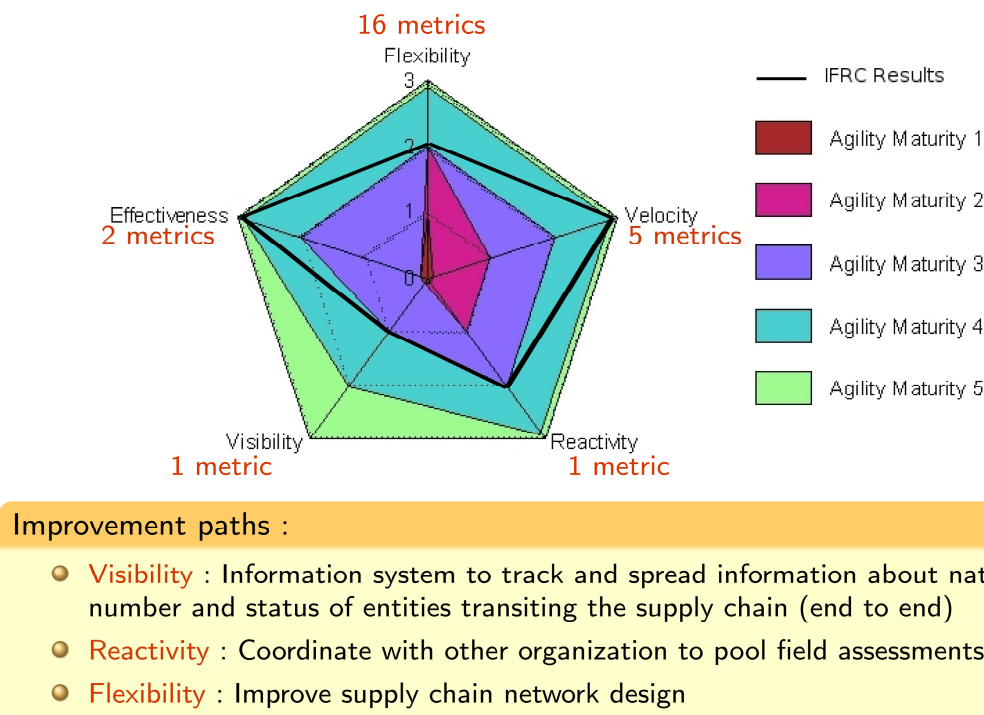 16 metrics
Flexibility
3
2
1
0
Effectiveness
2 metrics
Velocity
5 metrics
Visibility
1 metric
Reactivity
1 metric
IFRC Results
Agility Maturity 1
Agility Maturity 2
Agility Maturity 3
Agility Maturity 4
Agility Maturity 5
Improvement paths :
Visibility : Information system to track and spread information about nat
number and status of entities transiting the supply chain (end to end)
Reactivity : Coordinate with other organization to pool field assessments
Flexibility : Improve supply chain network design